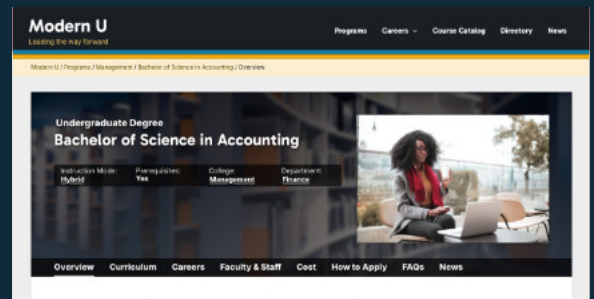 Modern U
Leading the way forward
Programs Careers Course Catalog Directory News
Modern U / Programs / Management / Bachelor of Science in Accounting / Overview
Undergraduate Degree
Bachelor of Science in Accounting
Instruction Mode: Prerequisites: College: Department:
Hybrid Yes Management Finance
Overview Curriculum Careers Faculty & Staff Cost How to Apply FAQs News